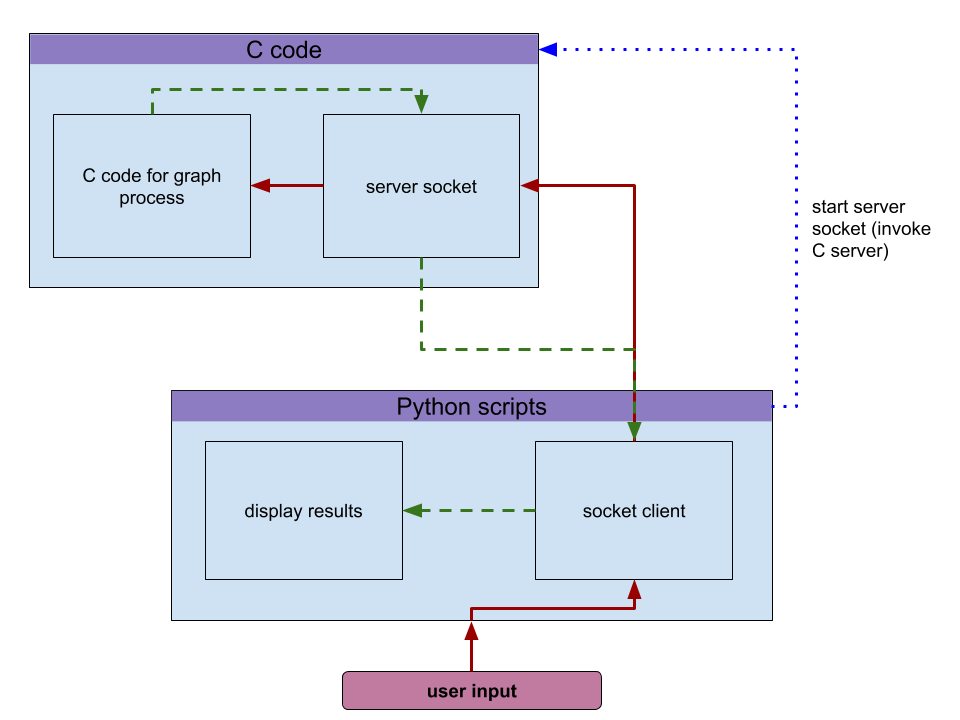 C code
C code for graph
process
server socket
start server
socket (invoke
C server)
Python scripts
display results
socket client
user input